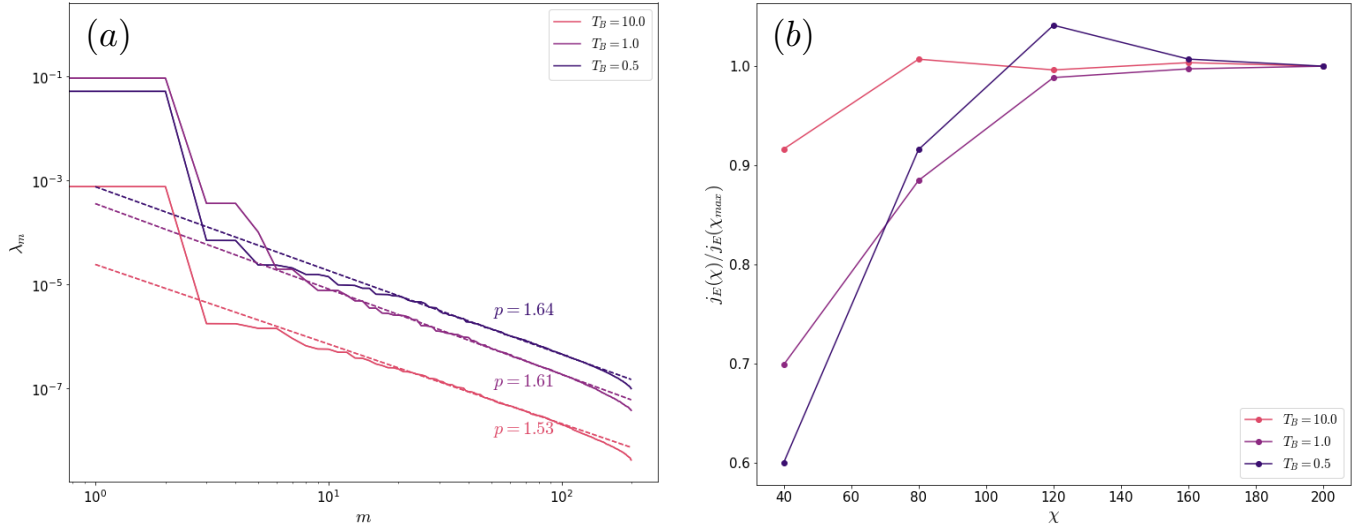 (a)
T_B = 10.0
T_B = 1.0
T_B = 0.5
10^{-1}
10^{-3}
10^{-5}
10^{-7}
λ_m
p = 1.64
p = 1.61
p = 1.53
10^0
10^1
10^2
m
(b)
1.0
0.9
0.8
0.7
0.6
j_E(χ)/j_E(χ_{max})
T_B = 10.0
T_B = 1.0
T_B = 0.5
40 60 80 100 120 140 160 180 200
χ